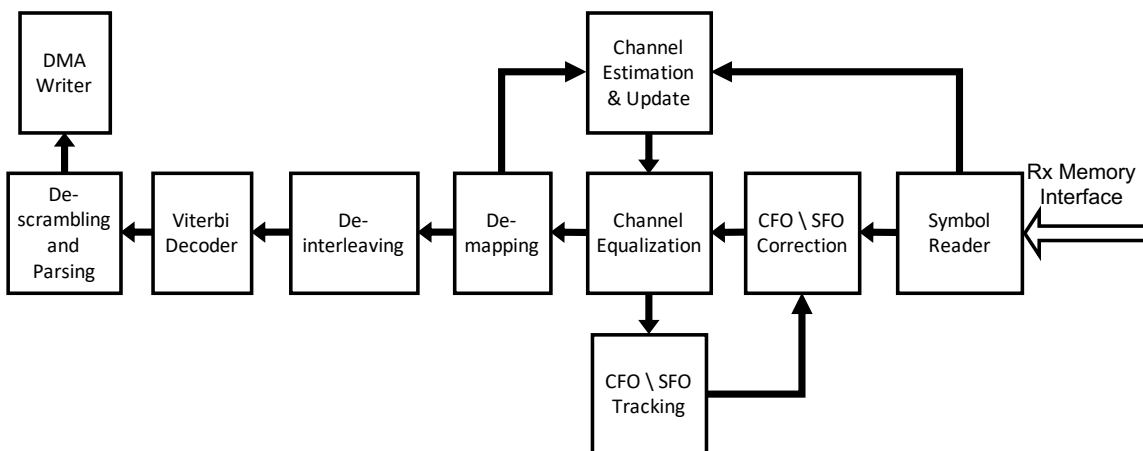 DMA
Writer
Channel
Estimation
& Update
Rx Memory
Interface
De-
scrambling
and
Parsing
Viterbi
Decoder
De-
interleaving
De-
mapping
Channel
Equalization
CFO \ SFO
Correction
Symbol
Reader
CFO \ SFO
Tracking